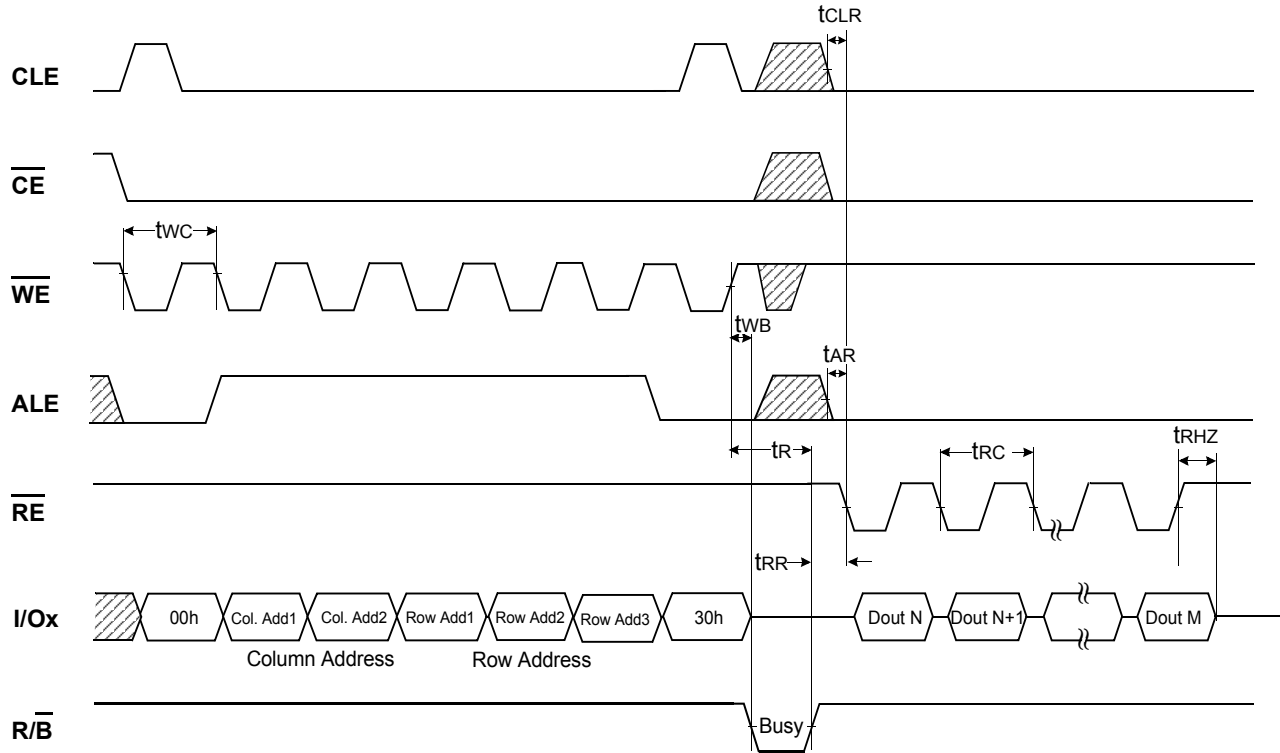 tCLR
CLE
CE
tWC
WE
tWB
tAR
ALE
tR
tRC
tRHZ
RE
tRR
I/Ox
00h
Col. Add1
Col. Add2
Row Add1
Row Add2
Row Add3
30h
Dout N
Dout N+1
Dout M
Column Address
Row Address
R/B
Busy